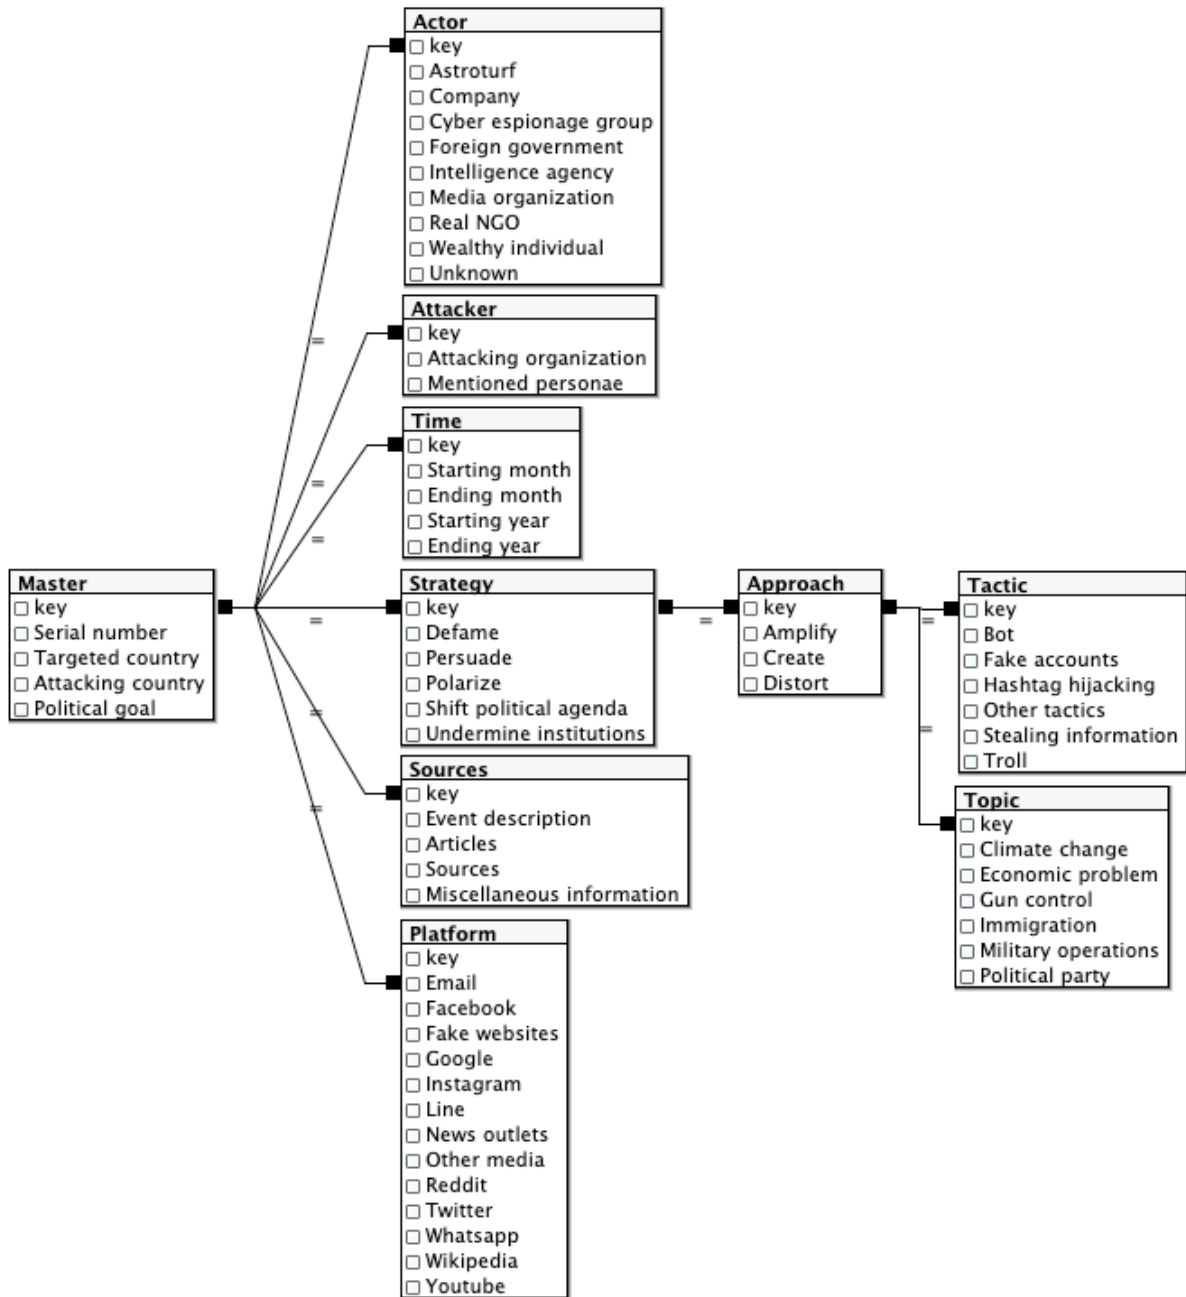 Actor
key
Astroturf
Company
Cyber espionage group
Foreign government
Intelligence agency
Media organization
Real NGO
Wealthy individual
Unknown
Attacker
key
Attacking organization
Mentioned personae
Time
key
Starting month
Ending month
Starting year
Ending year
Master
key
Serial number
Targeted country
Attacking country
Political goal
Strategy
key
Defame
Persuade
Polarize
Shift political agenda
Undermine institutions
Approach
key
Amplify
Create
Distort
Tactic
key
Bot
Fake accounts
Hashtag hijacking
Other tactics
Stealing information
Troll
Sources
key
Event description
Articles
Sources
Miscellaneous information
Topic
key
Climate change
Economic problem
Gun control
Immigration
Military operations
Political party
Platform
key
Email
Facebook
Fake websites
Google
Instagram
Line
News outlets
Other media
Reddit
Twitter
Whatsapp
Wikipedia
Youtube
=
=
=
=
=
=
=
=
=